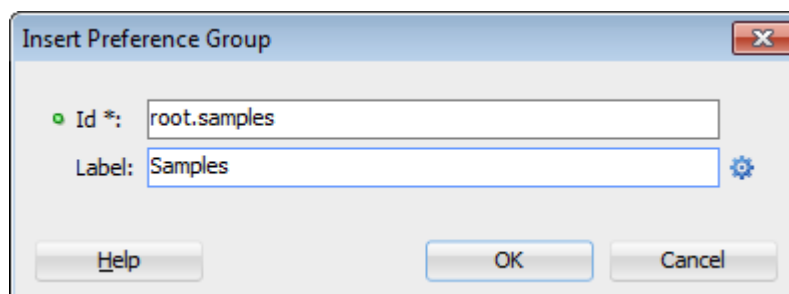 Insert Preference Group
Id *: root.samples
Label: Samples
Help OK Cancel